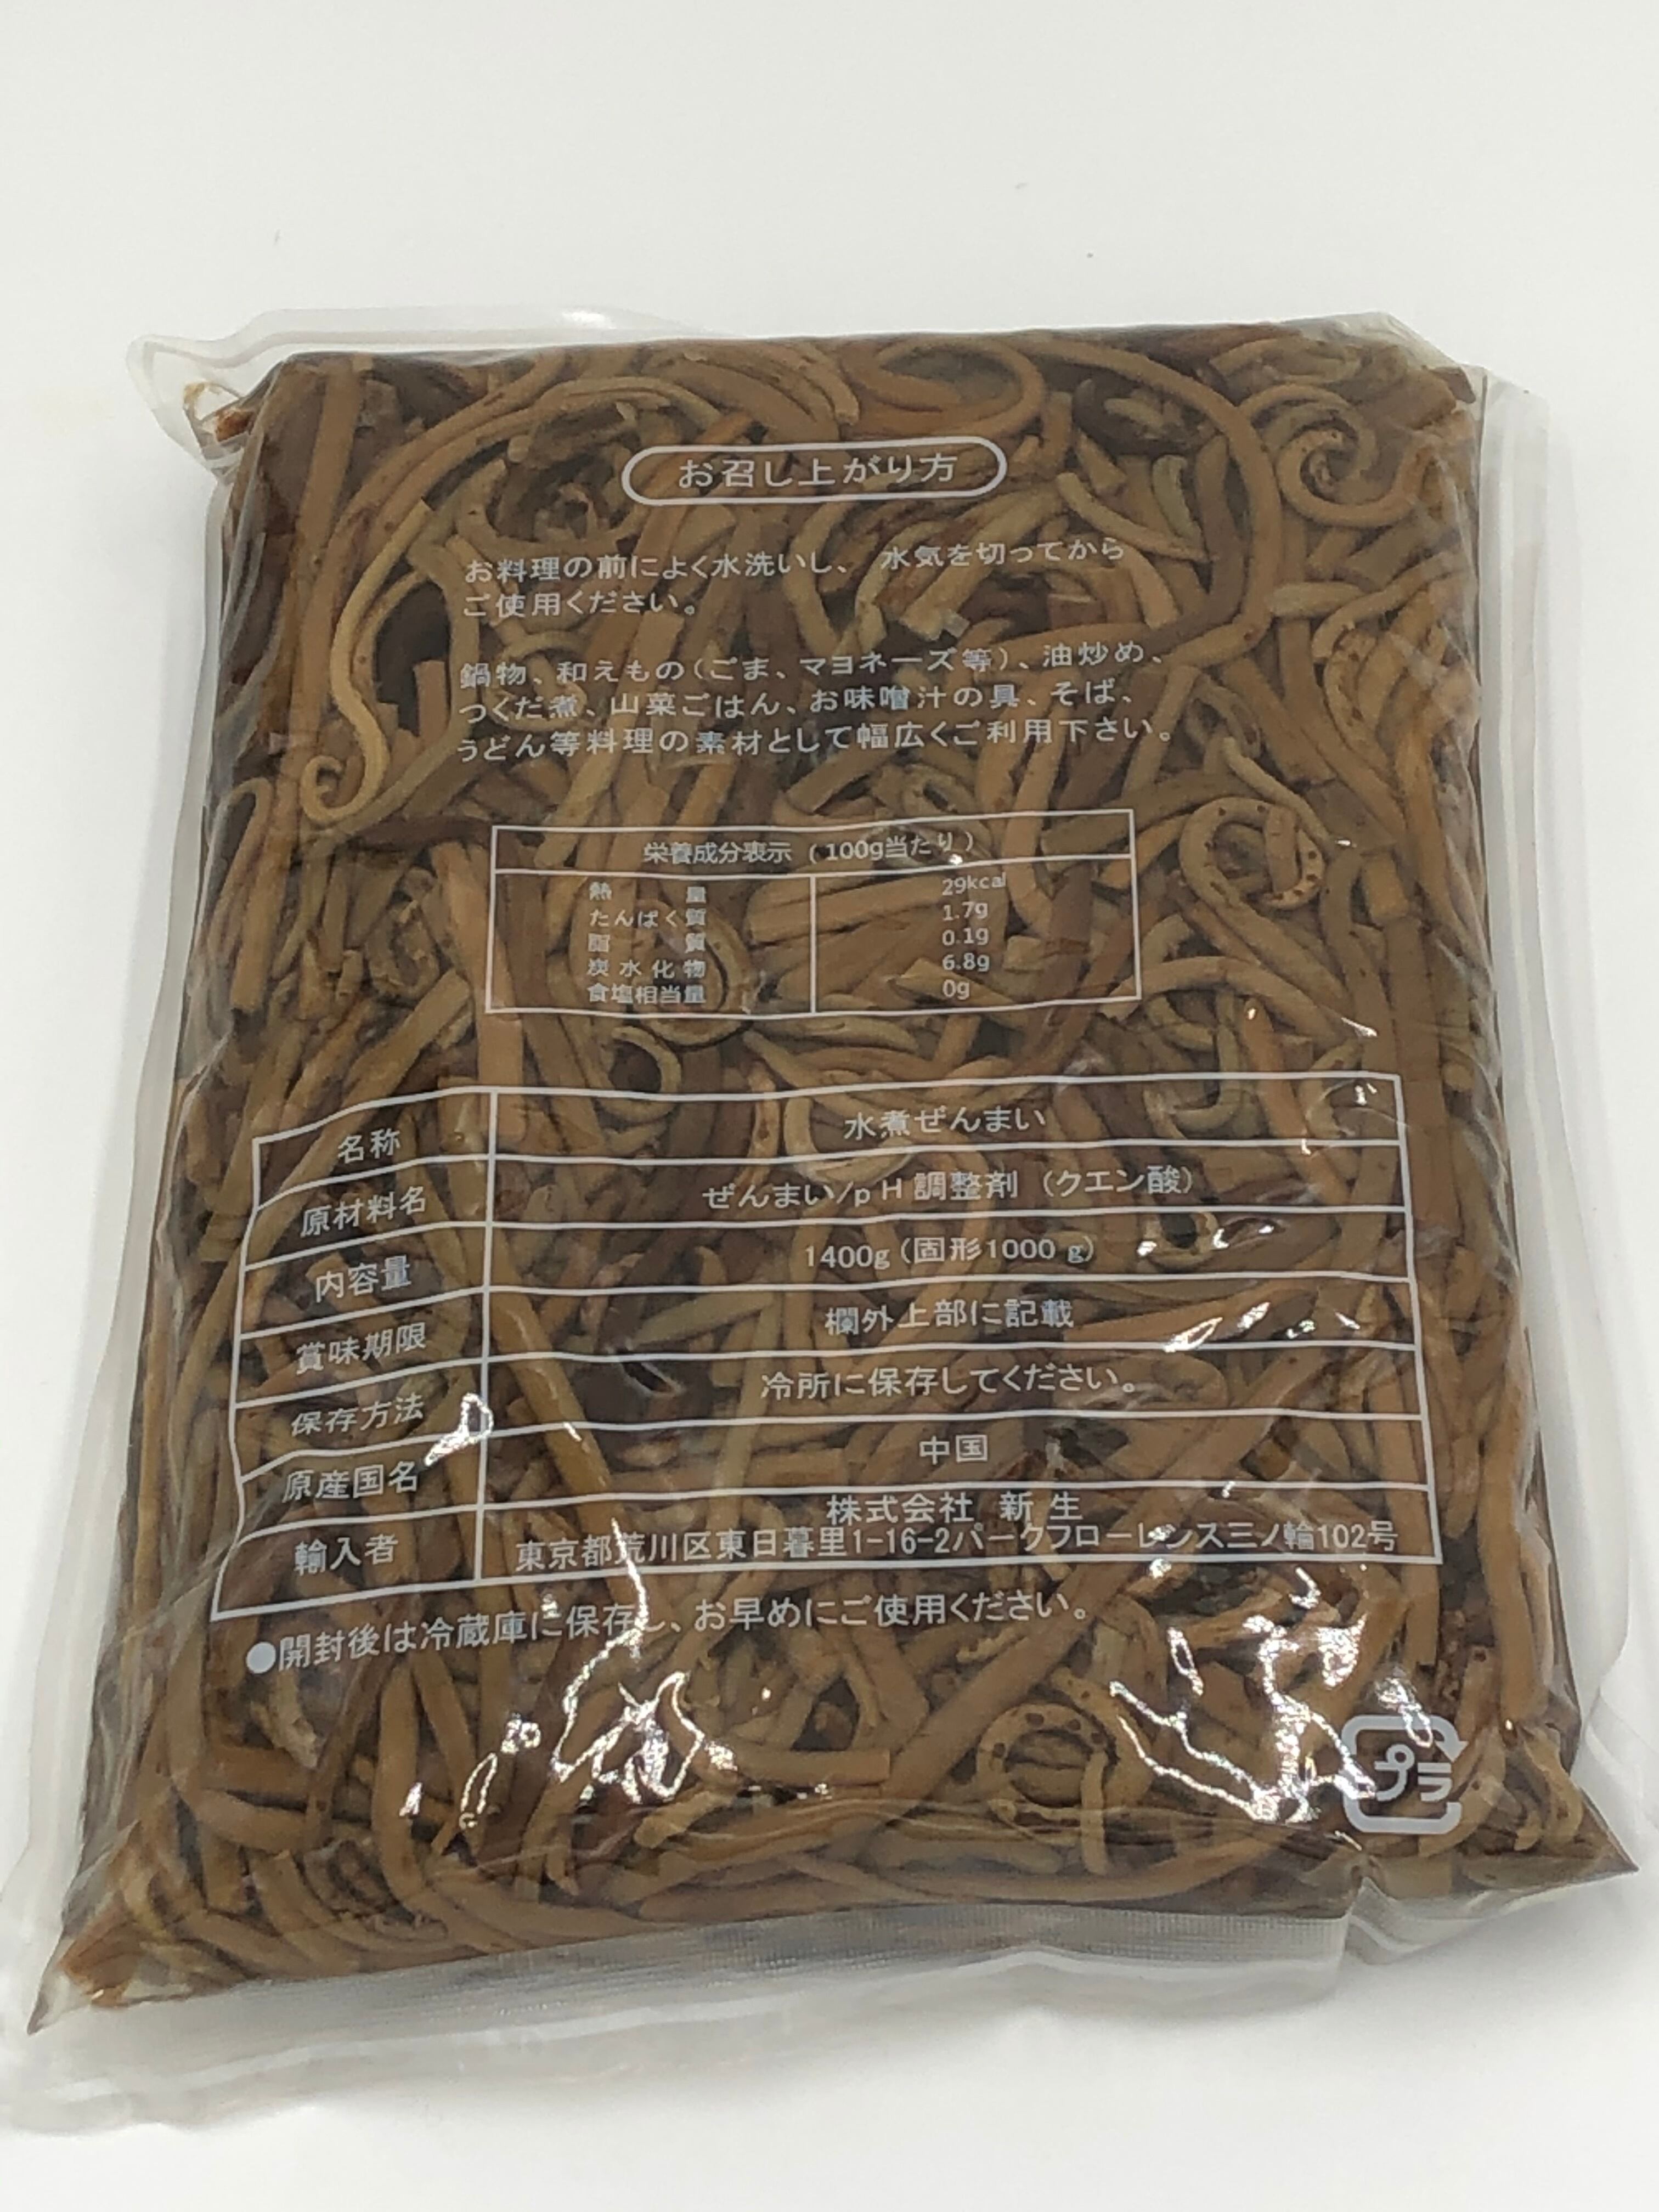 お召し上がり方
お料理の前によく水洗いし、 水気を切ってから
ご使用ください。
鍋物、和えもの(ごま、マヨネーズ等)、油炒め、
つくだ煮、山菜ごはん、お味噌汁の具、そば、
うどん等料理の素材として幅広くご利用下さい。
栄養成分表示 (100g当たり)
熱量 29kcal
たんぱく質 1.7g
脂質 0.1g
炭水化物 6.8g
食塩相当量 0g
名称 水煮ぜんまい
原材料名 ぜんまい/pH調整剤 (クエン酸)
内容量 1400g (固形1000 g)
賞味期限 欄外上部に記載
保存方法 冷所に保存してください。
原産国名 中国
輸入者 株式会社 新 生
東京都荒川区東日暮里1-16-2パークフローレンス三ノ輪102号
●開封後は冷蔵庫に保存し、お早めにご使用ください。
プラ